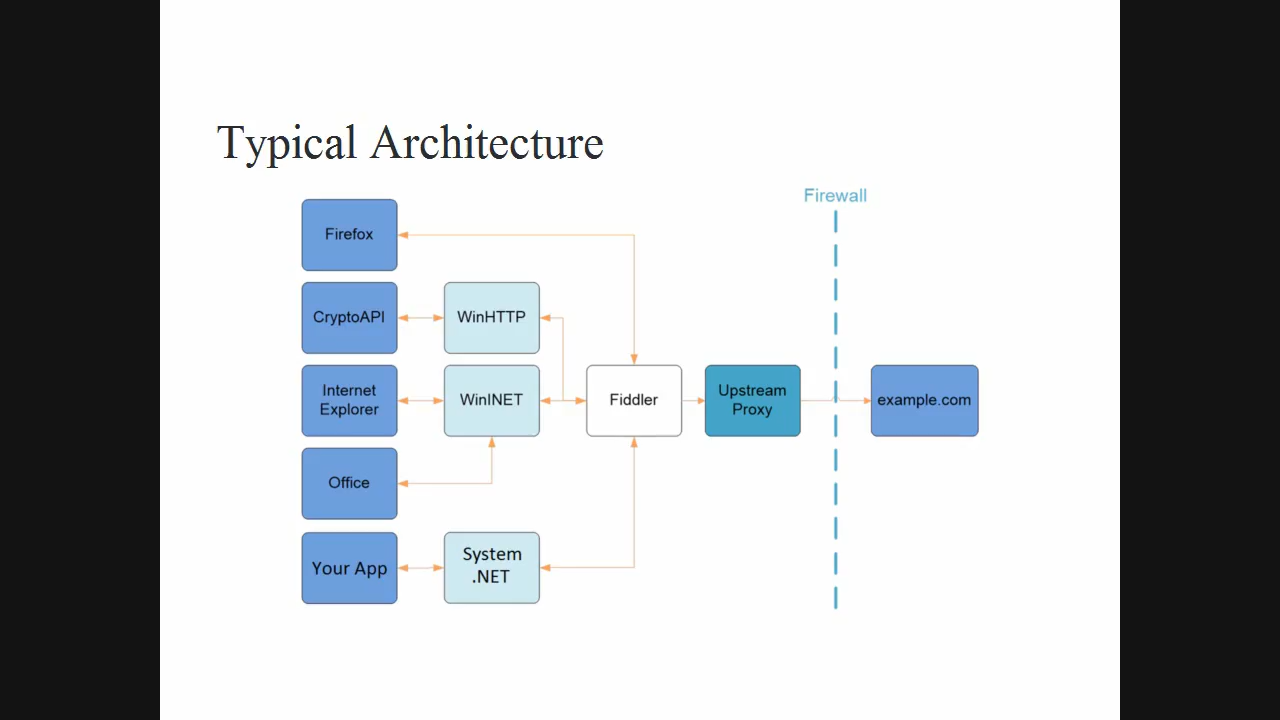 Typical Architecture
Firewall
Firefox
CryptoAPI
WinHTTP
Internet
Explorer
WinINET
Fiddler
Upstream
Proxy
example.com
Office
Your App
System
.NET